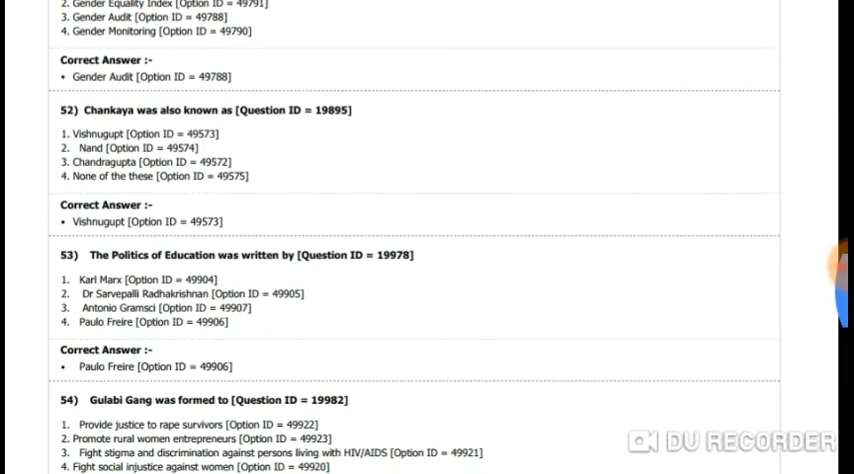 2. Gender Equality Index [Option ID = 49791]
3. Gender Audit [Option ID = 49788]
4. Gender Monitoring [Option ID = 49790]
Correct Answer :-
• Gender Audit [Option ID = 49788]
52) Chankaya was also known as [Question ID = 19895]
1. Vishnugupt [Option ID = 49573]
2. Nand [Option ID = 49574]
3. Chandragupta [Option ID = 49572]
4. None of the these [Option ID = 49575]
Correct Answer :-
• Vishnugupt [Option ID = 49573]
53) The Politics of Education was written by [Question ID = 19978]
1. Karl Marx [Option ID = 49904]
2. Dr Sarvepalli Radhakrishnan [Option ID = 49905]
3. Antonio Gramsci [Option ID = 49907]
4. Paulo Freire [Option ID = 49906]
Correct Answer :-
• Paulo Freire [Option ID = 49906]
54) Gulabi Gang was formed to [Question ID = 19982]
1. Provide justice to rape survivors [Option ID = 49922]
2. Promote rural women entrepreneurs [Option ID = 49923]
3. Fight stigma and discrimination against persons living with HIV/AIDS [Option ID = 49921]
4. Fight social injustice against women [Option ID = 49920]
DU RECORDER